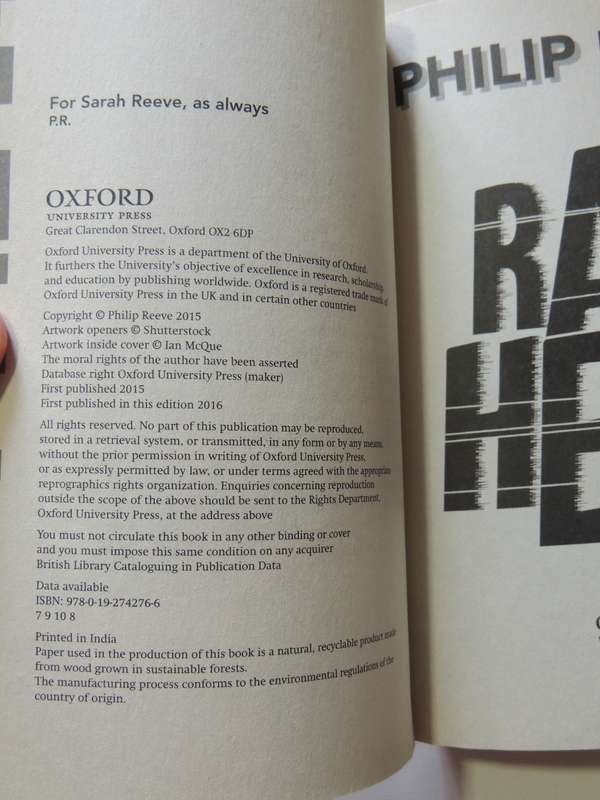 For Sarah Reeve, as always
P.R.
OXFORD
UNIVERSITY PRESS
Great Clarendon Street, Oxford OX2 6DP
Oxford University Press is a department of the University of Oxford.
It furthers the University's objective of excellence in research, scholarship,
and education by publishing worldwide. Oxford is a registered trade mark of
Oxford University Press in the UK and in certain other countries
Copyright © Philip Reeve 2015
Artwork openers © Shutterstock
Artwork inside cover © Ian McQue
The moral rights of the author have been asserted
Database right Oxford University Press (maker)
First published 2015
First published in this edition 2016
All rights reserved. No part of this publication may be reproduced,
stored in a retrieval system, or transmitted, in any form or by any means,
without the prior permission in writing of Oxford University Press,
or as expressly permitted by law, or under terms agreed with the appropriate
reprographics rights organization. Enquiries concerning reproduction
outside the scope of the above should be sent to the Rights Department,
Oxford University Press, at the address above
You must not circulate this book in any other binding or cover
and you must impose this same condition on any acquirer
British Library Cataloguing in Publication Data
Data available
ISBN: 978-0-19-274276-6
7 9 10 8
Printed in India
Paper used in the production of this book is a natural, recyclable product made
from wood grown in sustainable forests.
The manufacturing process conforms to the environmental regulations of the
country of origin.
PHILIP
RA
HE